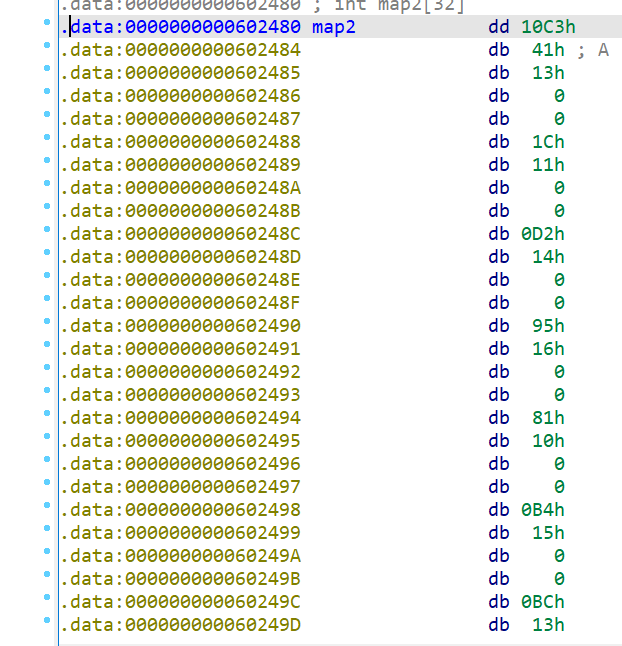 .data:0000000000602480 ; int map2[32]
.data:0000000000602480 map2 dd 10C3h
.data:0000000000602484 db 41h ; A
.data:0000000000602485 db 13h
.data:0000000000602486 db 0
.data:0000000000602487 db 0
.data:0000000000602488 db 1Ch
.data:0000000000602489 db 11h
.data:000000000060248A db 0
.data:000000000060248B db 0
.data:000000000060248C db 0D2h
.data:000000000060248D db 14h
.data:000000000060248E db 0
.data:000000000060248F db 0
.data:0000000000602490 db 95h
.data:0000000000602491 db 16h
.data:0000000000602492 db 0
.data:0000000000602493 db 0
.data:0000000000602494 db 81h
.data:0000000000602495 db 10h
.data:0000000000602496 db 0
.data:0000000000602497 db 0
.data:0000000000602498 db 0B4h
.data:0000000000602499 db 15h
.data:000000000060249A db 0
.data:000000000060249B db 0
.data:000000000060249C db 0BCh
.data:000000000060249D db 13h